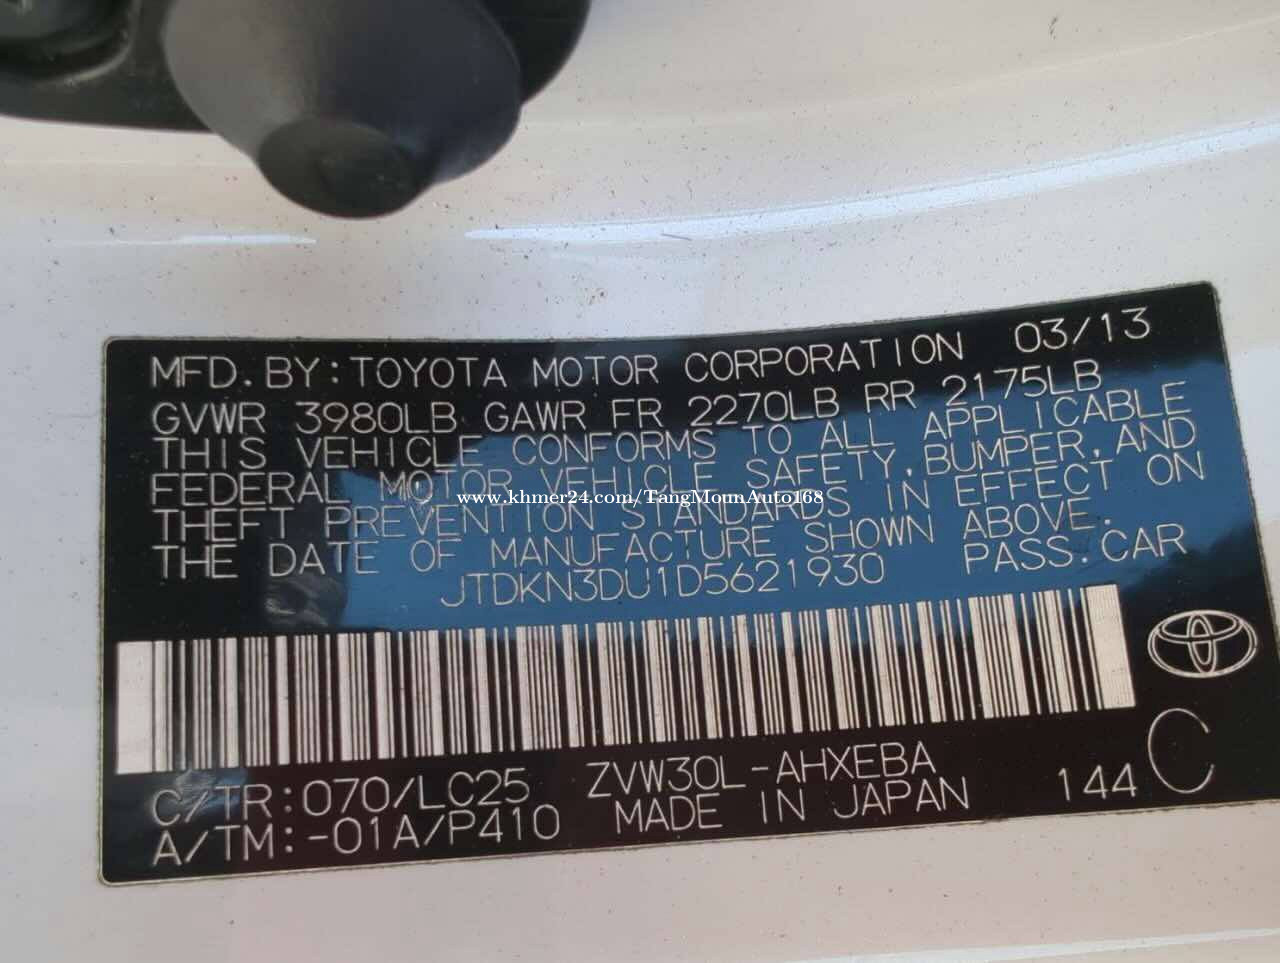 MFD. BY: TOYOTA MOTOR CORPORATION 03/13
GVWR 3980LB GAWR FR 2270LB RR 2175LB
THIS VEHICLE CONFORMS TO ALL APPLICABLE
FEDERAL MOTOR VEHICLE SAFETY, BUMPER, AND
THEFT PREVENTION STANDARDS IN EFFECT ON
THE DATE OF MANUFACTURE SHOWN ABOVE.
JTDKN3DU1D5621930 PASS. CAR
C/TR: 070/LC25 ZVW30L-AHXEBA
A/TM: -01A/P410 MADE IN JAPAN 144 C
www.khmer24.com/TangMounAuto168